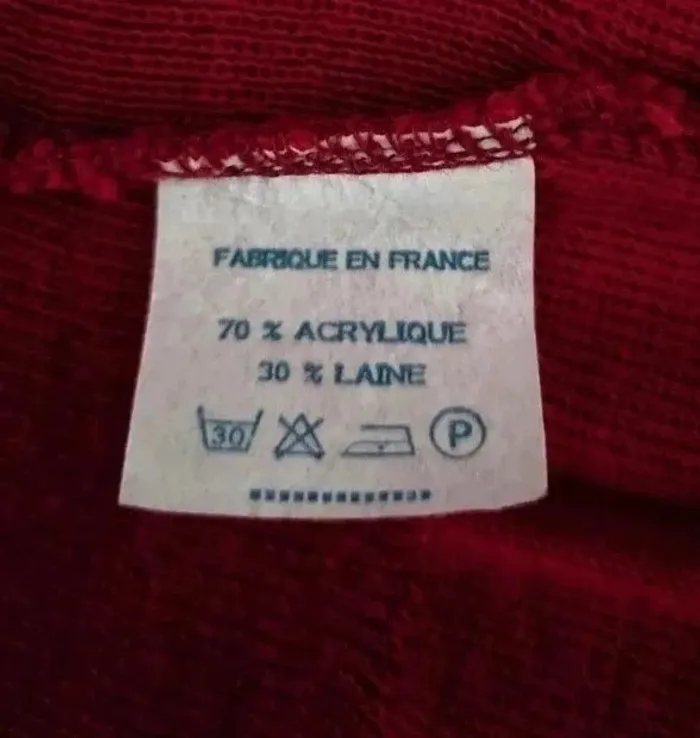 FABRIQUE EN FRANCE
70 % ACRYLIQUE
30 % LAINE
30 P